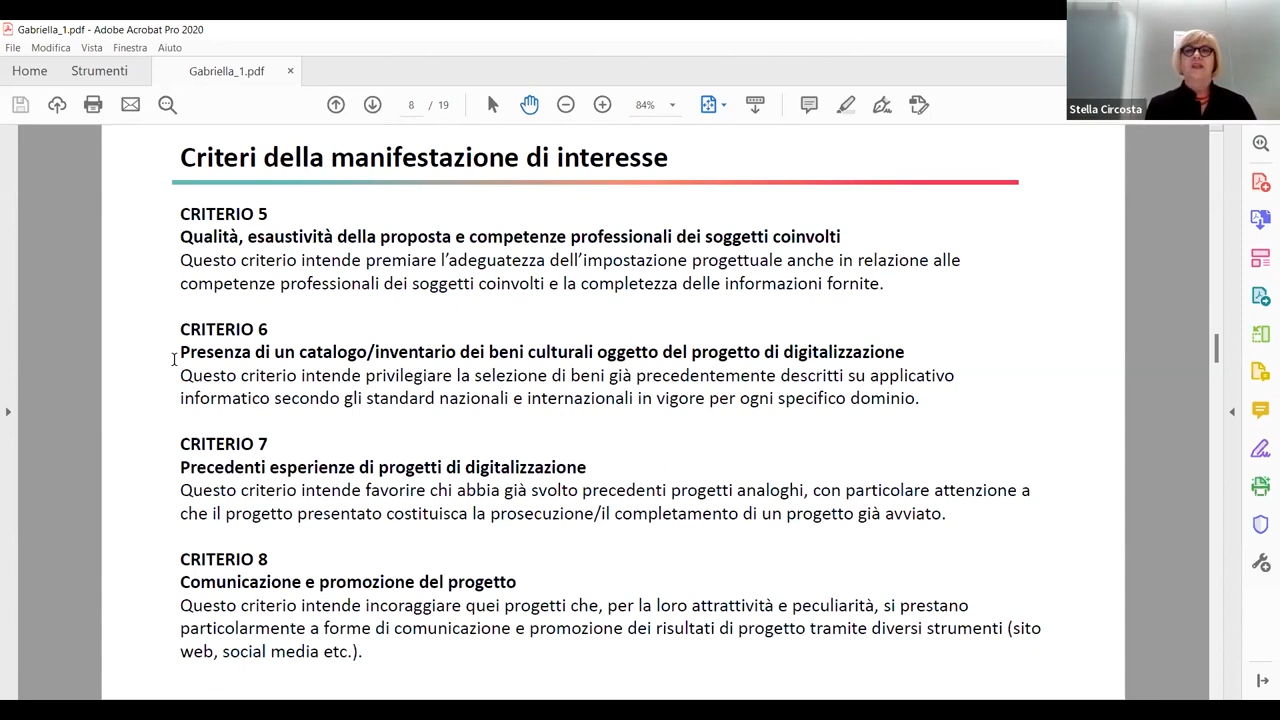 Gabriella_1.pdf - Adobe Acrobat Pro 2020
File Modifica Vista Finestra Aiuto
Home Strumenti Gabriella_1.pdf ×
8 / 19 84%
Stella Circosta
Criteri della manifestazione di interesse
CRITERIO 5
Qualità, esaustività della proposta e competenze professionali dei soggetti coinvolti
Questo criterio intende premiare l’adeguatezza dell’impostazione progettuale anche in relazione alle
competenze professionali dei soggetti coinvolti e la completezza delle informazioni fornite.
CRITERIO 6
Presenza di un catalogo/inventario dei beni culturali oggetto del progetto di digitalizzazione
Questo criterio intende privilegiare la selezione di beni già precedentemente descritti su applicativo
informatico secondo gli standard nazionali e internazionali in vigore per ogni specifico dominio.
CRITERIO 7
Precedenti esperienze di progetti di digitalizzazione
Questo criterio intende favorire chi abbia già svolto precedenti progetti analoghi, con particolare attenzione a
che il progetto presentato costituisca la prosecuzione/il completamento di un progetto già avviato.
CRITERIO 8
Comunicazione e promozione del progetto
Questo criterio intende incoraggiare quei progetti che, per la loro attrattività e peculiarità, si prestano
particolarmente a forme di comunicazione e promozione dei risultati di progetto tramite diversi strumenti (sito
web, social media etc.).